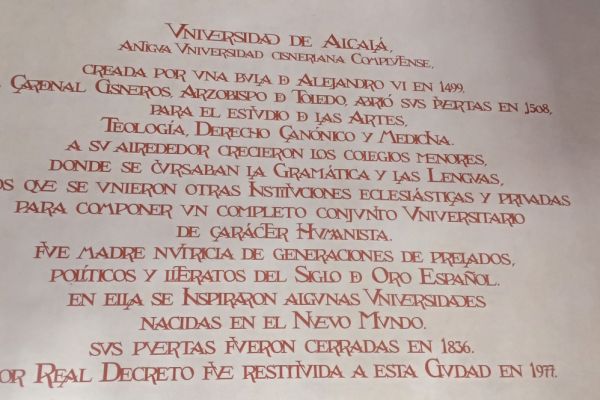 VNIVERSIDAD DE ALCALÁ,
ANTIGVA VNIVERSIDAD CISNERIANA COMPLVTENSE,
CREADA POR VNA BVLA DE ALEJANDRO VI EN 1499.
CARDENAL CISNEROS, ARZOBISPO DE TOLEDO, ABRIÓ SVS PVERTAS EN 1508,
PARA EL ESTVDIO DE LAS ARTES,
TEOLOGÍA, DERECHO CANÓNICO Y MEDICINA.
A SV ALREDEDOR CRECIERON LOS COLEGIOS MENORES,
DONDE SE CVRSABAN LA GRAMÁTICA Y LAS LENGVAS,
OS QVE SE VNIERON OTRAS INSTITVCIONES ECLESIÁSTICAS Y PRIVADAS
PARA COMPONER VN COMPLETO CONJVNTO VNIVERSITARIO
DE CARÁCTER HVMANISTA.
FVE MADRE NVTRICIA DE GENERACIONES DE PRELADOS,
POLÍTICOS Y LITERATOS DEL SIGLO DE ORO ESPAÑOL.
EN ELLA SE INSPIRARON ALGVNAS VNIVERSIDADES
NACIDAS EN EL NVEVO MVNDO.
SVS PVERTAS FVERON CERRADAS EN 1836.
OR REAL DECRETO FVE RESTITVIDA A ESTA CIVDAD EN 1977.